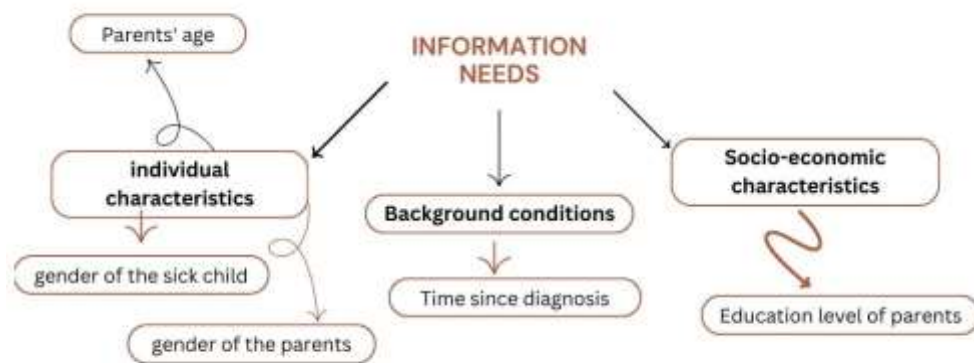 Parents' age
INFORMATION
NEEDS
individual
characteristics
Socio-economic
characteristics
Background conditions
gender of the sick child
Time since diagnosis
Education level of parents
gender of the parents